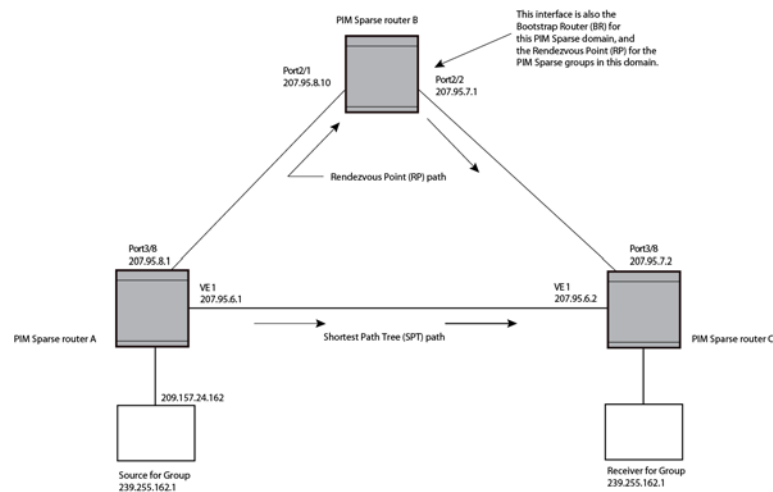 PIM Sparse router B
This interface is also the
Bootstrap Router (BR) for
this PIM Sparse domain, and
the Rendezvous Point (RP) for the
PIM Sparse groups in this domain.
Port2/1
207.95.8.10
Port2/2
207.95.7.1
Rendezvous Point (RP) path
Port3/8
207.95.8.1
Port3/8
207.95.7.2
VE 1
207.95.6.1
VE 1
207.95.6.2
PIM Sparse router A
Shortest Path Tree (SPT) path
PIM Sparse router C
209.157.24.162
Source for Group
239.255.162.1
Receiver for Group
239.255.162.1